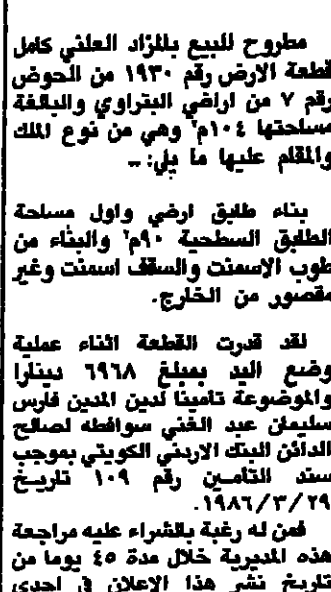 مطروح للبيع بالمزاد العلني كامل
قطعة الارض رقم ١٩٣٠ من الحوض
رقم ٧ من اراضي البتراوي والبالغة
مساحتها ١٠٤م٢ وهي من نوع الملك
والمقام عليها ما يلي: ـ
بناء طابق ارضي واول مساحة
الطابق السطحية ٩٠م٢ والبناء من
طوب الاسمنت والسقف اسمنت وغير
مقصور من الخارج.
لقد قدرت القطعة اثناء عملية
وضع اليد بمبلغ ٦٩٦٨ دينارا
والموضوعة تامينا لدين المدين فارس
سليمان عبد الغني سواقطه لصالح
الدائن البنك الاردني الكويتي بموجب
سند التأمين رقم ١٠٩ تاريخ
١٩٨٦/٣/٢٩.
فمن له رغبة بالشراء عليه مراجعة
هذه المديرية خلال مدة ٤٥ يوما من
تاريخ نشر هذا الإعلان في احدى